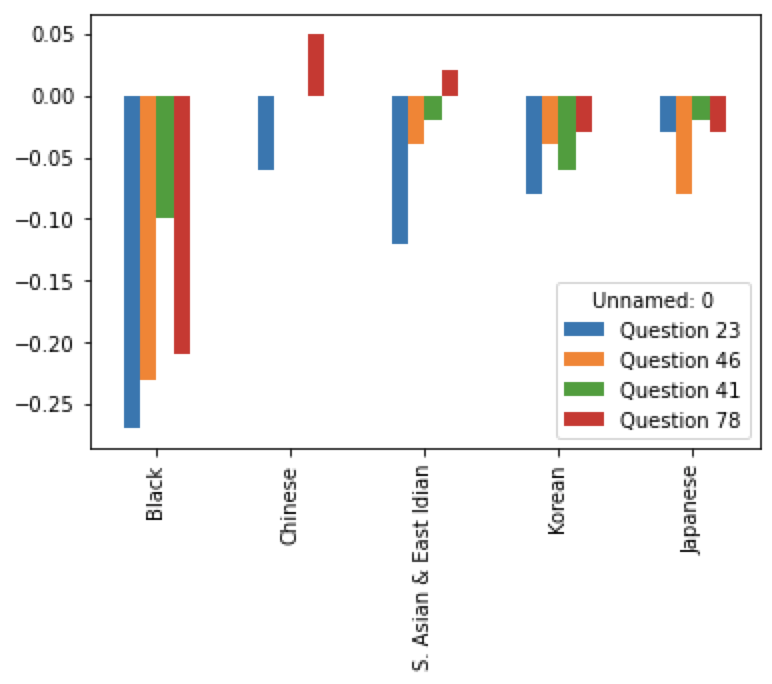 0.05
0.00
−0.05
−0.10
−0.15
−0.20
−0.25
Unnamed: 0
Question 23
Question 46
Question 41
Question 78
Black
Chinese
S. Asian & East Idian
Korean
Japanese